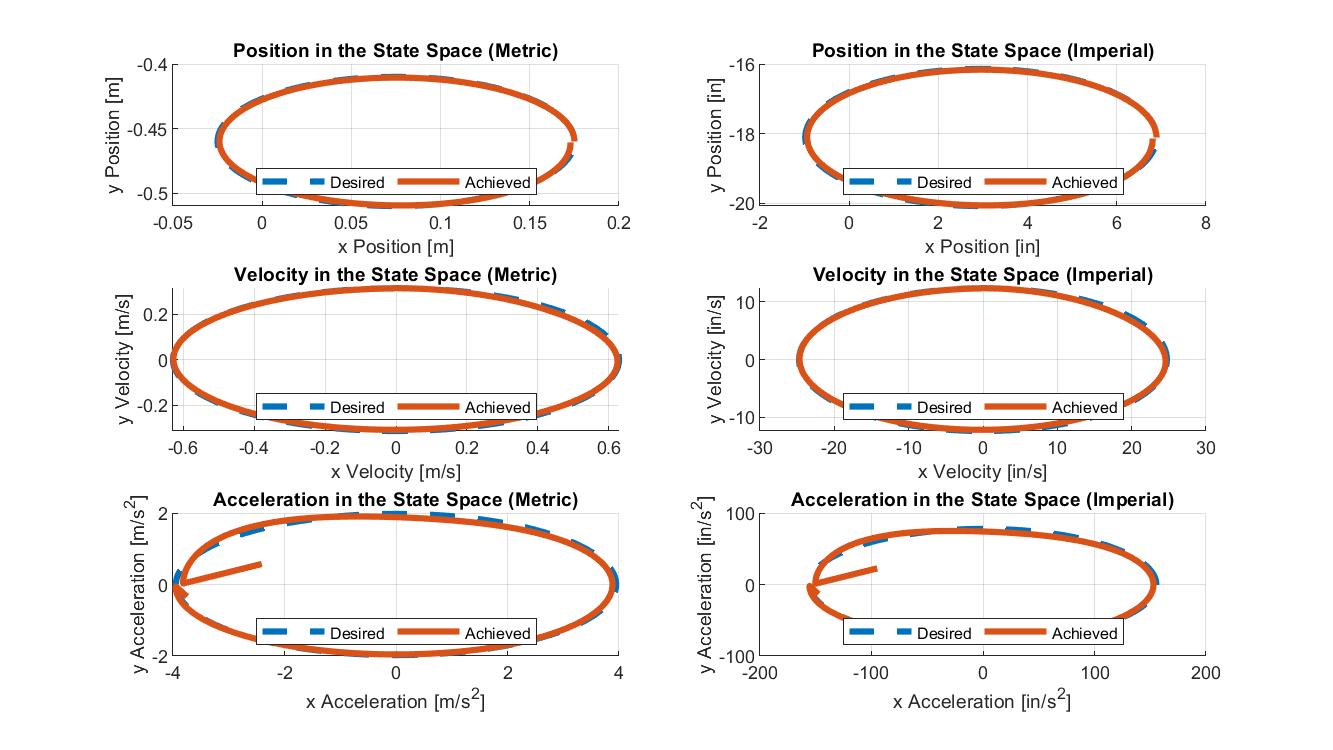 Position in the State Space (Metric)
-0.4
-0.45
-0.5
y Position [m]
Desired
Achieved
-0.05
0
0.05
0.1
0.15
0.2
x Position [m]
Position in the State Space (Imperial)
-16
-18
-20
y Position [in]
Desired
Achieved
-2
0
2
4
6
8
x Position [in]
Velocity in the State Space (Metric)
0.2
0
-0.2
y Velocity [m/s]
Desired
Achieved
-0.6
-0.4
-0.2
0
0.2
0.4
0.6
x Velocity [m/s]
Velocity in the State Space (Imperial)
10
0
-10
y Velocity [in/s]
Desired
Achieved
-30
-20
-10
0
10
20
30
x Velocity [in/s]
Acceleration in the State Space (Metric)
2
0
-2
y Acceleration [m/s²]
Desired
Achieved
-4
-2
0
2
4
x Acceleration [m/s²]
Acceleration in the State Space (Imperial)
100
0
-100
y Acceleration [in/s²]
Desired
Achieved
-200
-100
0
100
200
x Acceleration [in/s²]